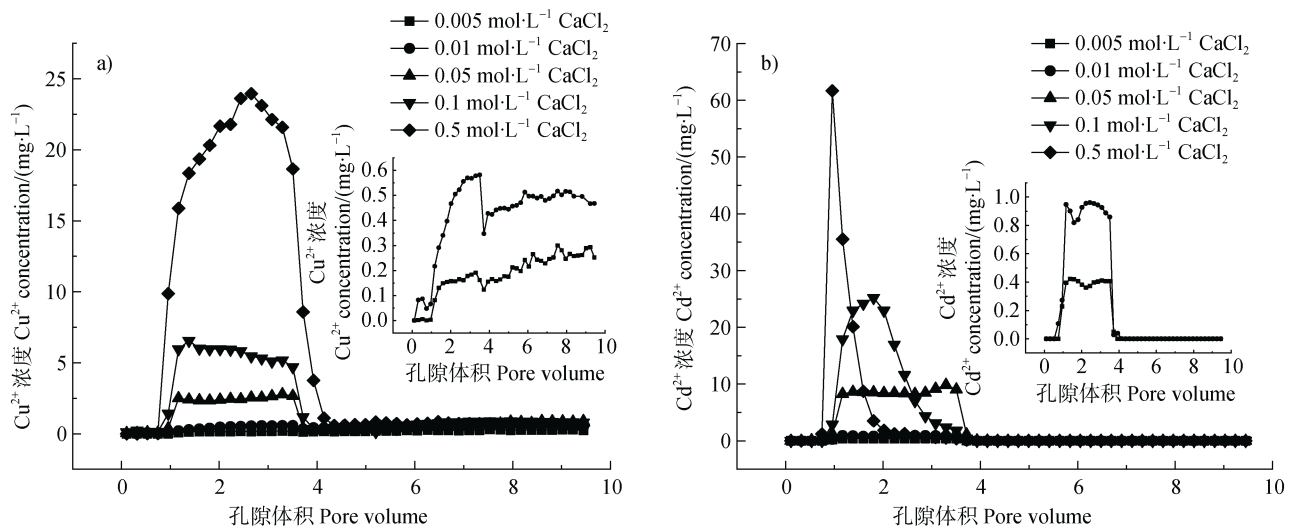 a)
0.005 mol·L⁻¹ CaCl₂
0.01 mol·L⁻¹ CaCl₂
0.05 mol·L⁻¹ CaCl₂
0.1 mol·L⁻¹ CaCl₂
0.5 mol·L⁻¹ CaCl₂
Cu²⁺浓度 Cu²⁺ concentration/(mg·L⁻¹)
25
20
15
10
5
0
0 2 4 6 8 10
孔隙体积 Pore volume
Cu²⁺浓度
Cu²⁺ concentration/(mg·L⁻¹)
0.6
0.5
0.4
0.3
0.2
0.1
0.0
0 2 4 6 8 10
孔隙体积 Pore volume
b)
0.005 mol·L⁻¹ CaCl₂
0.01 mol·L⁻¹ CaCl₂
0.05 mol·L⁻¹ CaCl₂
0.1 mol·L⁻¹ CaCl₂
0.5 mol·L⁻¹ CaCl₂
Cd²⁺浓度 Cd²⁺ concentration/(mg·L⁻¹)
70
60
50
40
30
20
10
0
0 2 4 6 8 10
孔隙体积 Pore volume
Cd²⁺浓度
Cd²⁺ concentration/(mg·L⁻¹)
1.0
0.8
0.6
0.4
0.2
0.0
0 2 4 6 8 10
孔隙体积 Pore volume